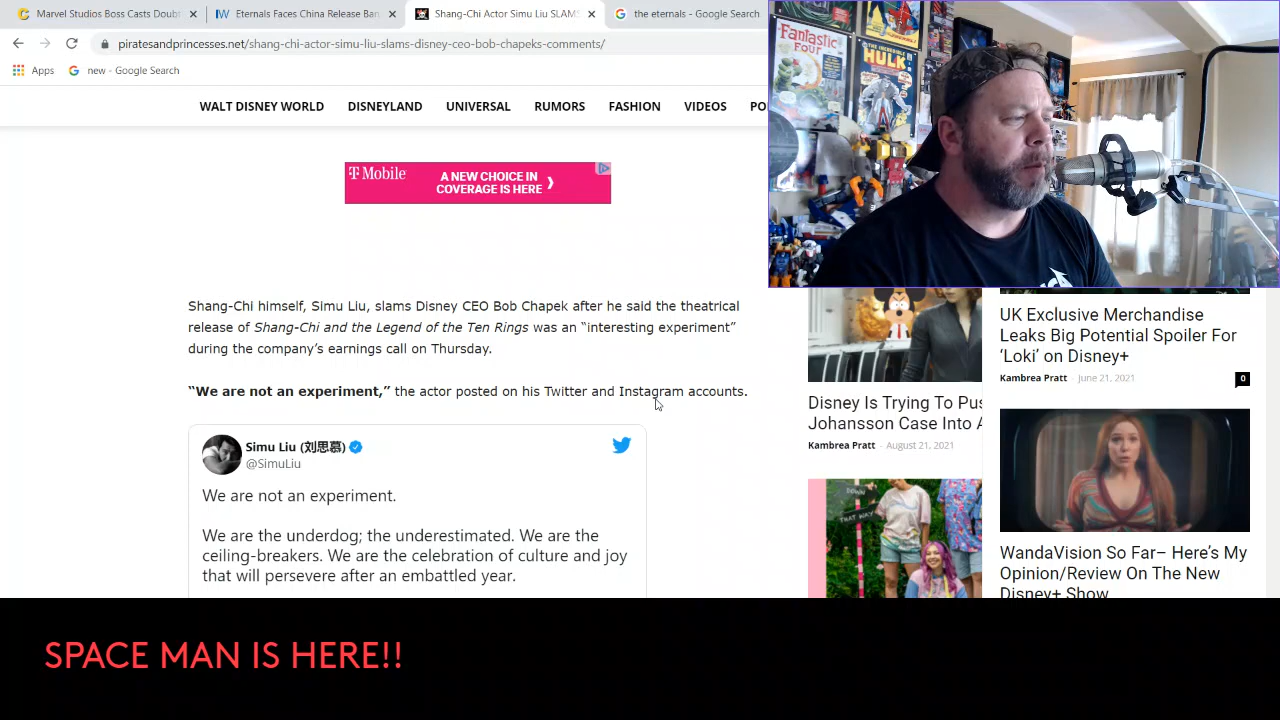 Marvel Studios Boss Casts Doubt
Eternals Faces China Release Ban
Shang-Chi Actor Simu Liu SLAMS
the eternals - Google Search
/shang-chi-actor-simu-liu-slams-disney-ceo-bob-chapeks-comments/
Apps
new - Google Search
WALT DISNEY WORLD
DISNEYLAND
UNIVERSAL
RUMORS
FASHION
VIDEOS
T Mobile
A NEW CHOICE IN
COVERAGE IS HERE
Shang-Chi himself, Simu Liu, slams Disney CEO Bob Chapek after he said the theatrical
release of Shang-Chi and the Legend of the Ten Rings was an “interesting experiment”
during the company’s earnings call on Thursday.
“We are not an experiment,” the actor posted on his Twitter and Instagram accounts.
Simu Liu (刘思慕)
@SimuLiu
We are not an experiment.
We are the underdog; the underestimated. We are the
ceiling-breakers. We are the celebration of culture and joy
that will persevere after an embattled year.
Fantastic
FOUR
THE INCREDIBLE
HULK!
Disney Is Trying To Pus
Johansson Case Into A
Kambrea Pratt - August 21, 2021
DOWN
THAT WAY
UK Exclusive Merchandise
Leaks Big Potential Spoiler For
‘Loki’ on Disney+
Kambrea Pratt - June 21, 2021
0
WandaVision So Far– Here’s My
Opinion/Review On The New
Disney+ Show
SPACE MAN IS HERE!!